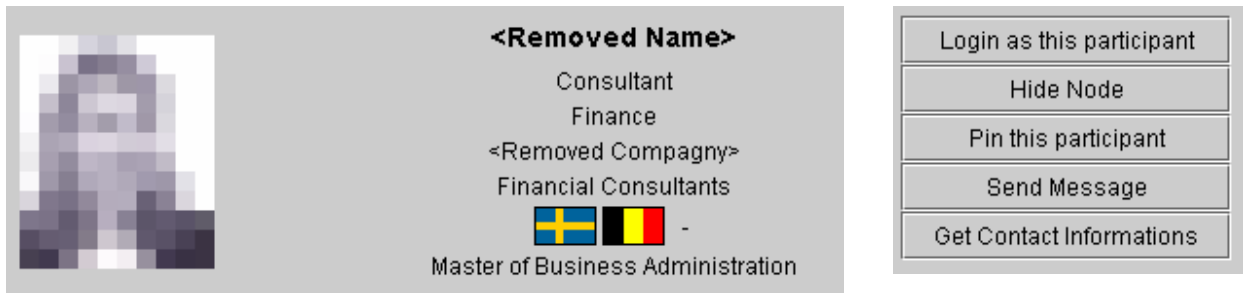 <Removed Name>
Consultant
Finance
<Removed Compagny>
Financial Consultants
-
Master of Business Administration
Login as this participant
Hide Node
Pin this participant
Send Message
Get Contact Informations